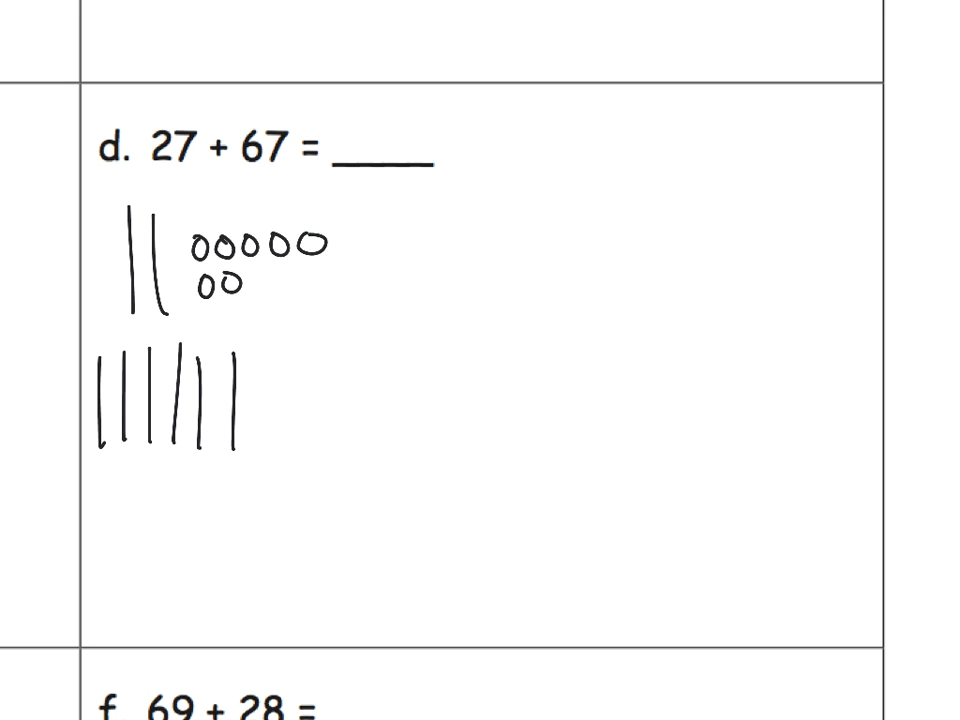 d. 27 + 67 = _____
f. 69 + 28 =